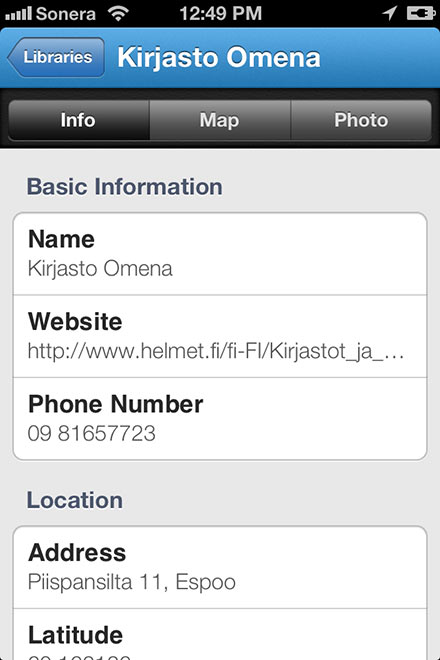 Sonera 12:49 PM
Libraries Kirjasto Omena
Info Map Photo
Basic Information
Name
Kirjasto Omena
Website
http://www.helmet.fi/fi-FI/Kirjastot_ja_…
Phone Number
09 81657723
Location
Address
Piispansilta 11, Espoo
Latitude